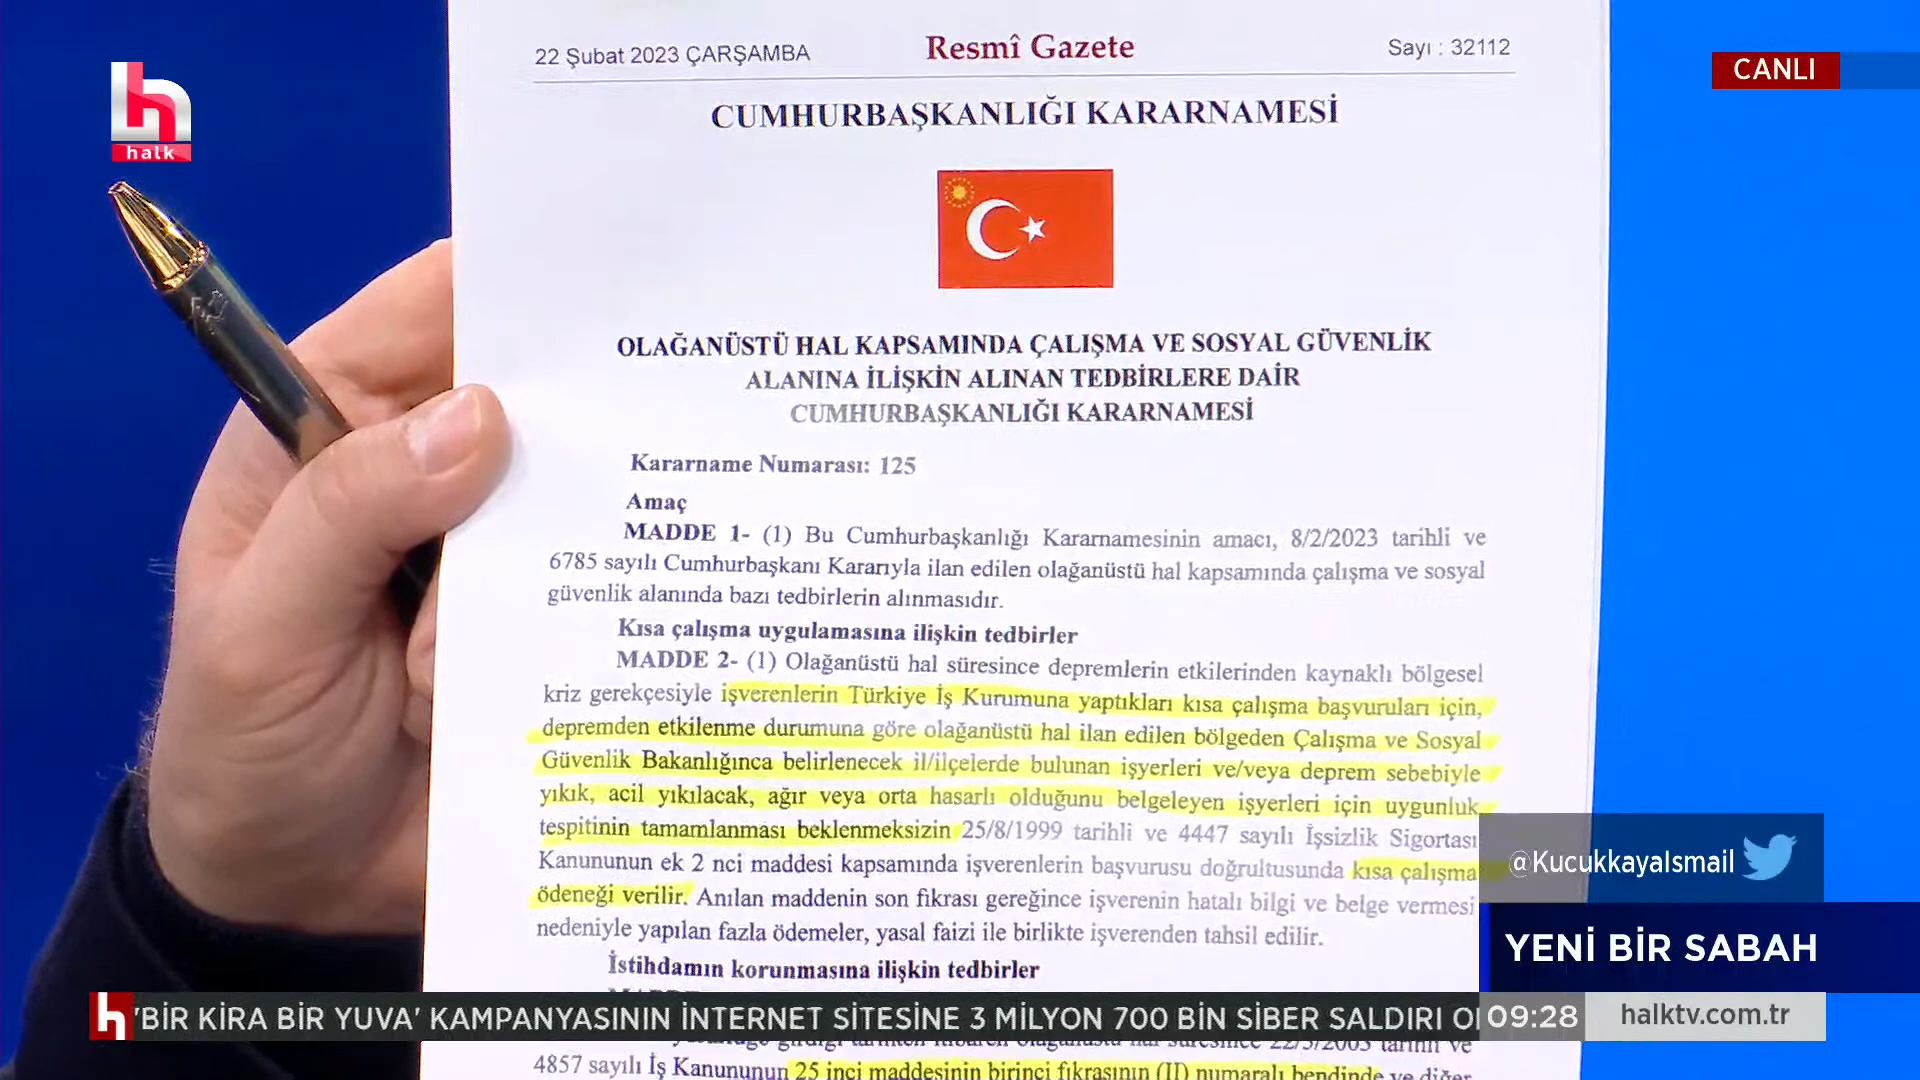 22 Şubat 2023 ÇARŞAMBA
Resmî Gazete
Sayı : 32112
CANLI
h
halk
CUMHURBAŞKANLIĞI KARARNAMESİ
OLAĞANÜSTÜ HAL KAPSAMINDA ÇALIŞMA VE SOSYAL GÜVENLİK
ALANINA İLİŞKİN ALINAN TEDBİRLERE DAİR
CUMHURBAŞKANLIĞI KARARNAMESİ
Kararname Numarası: 125
Amaç
MADDE 1- (1) Bu Cumhurbaşkanlığı Kararnamesinin amacı, 8/2/2023 tarihli ve
6785 sayılı Cumhurbaşkanı Kararıyla ilan edilen olağanüstü hal kapsamında çalışma ve sosyal
güvenlik alanında bazı tedbirlerin alınmasıdır.
Kısa çalışma uygulamasına ilişkin tedbirler
MADDE 2- (1) Olağanüstü hal süresince depremlerin etkilerinden kaynaklı bölgesel
kriz gerekçesiyle işverenlerin Türkiye İş Kurumuna yaptıkları kısa çalışma başvuruları için,
depremden etkilenme durumuna göre olağanüstü hal ilan edilen bölgeden Çalışma ve Sosyal
Güvenlik Bakanlığınca belirlenecek il/ilçelerde bulunan işyerleri ve/veya deprem sebebiyle
yıkık, acil yıkılacak, ağır veya orta hasarlı olduğunu belgeleyen işyerleri için uygunluk
tespitinin tamamlanması beklenmeksizin 25/8/1999 tarihli ve 4447 sayılı İşsizlik Sigortası
Kanununun ek 2 nci maddesi kapsamında işverenlerin başvurusu doğrultusunda kısa çalışma
ödeneği verilir. Anılan maddenin son fıkrası gereğince işverenin hatalı bilgi ve belge vermesi
nedeniyle yapılan fazla ödemeler, yasal faizi ile birlikte işverenden tahsil edilir.
İstihdamın korunmasına ilişkin tedbirler
@KucukkayaIsmail
YENİ BİR SABAH
h 'BİR KİRA BİR YUVA' KAMPANYASININ İNTERNET SİTESİNE 3 MİLYON 700 BİN SİBER SALDIRI
09:28
halktv.com.tr
22/5/2003 tarihli ve
4857 sayılı İş Kanununun 25 inci maddesinin birinci fıkrasının (II) numaralı bendinde ve diğer